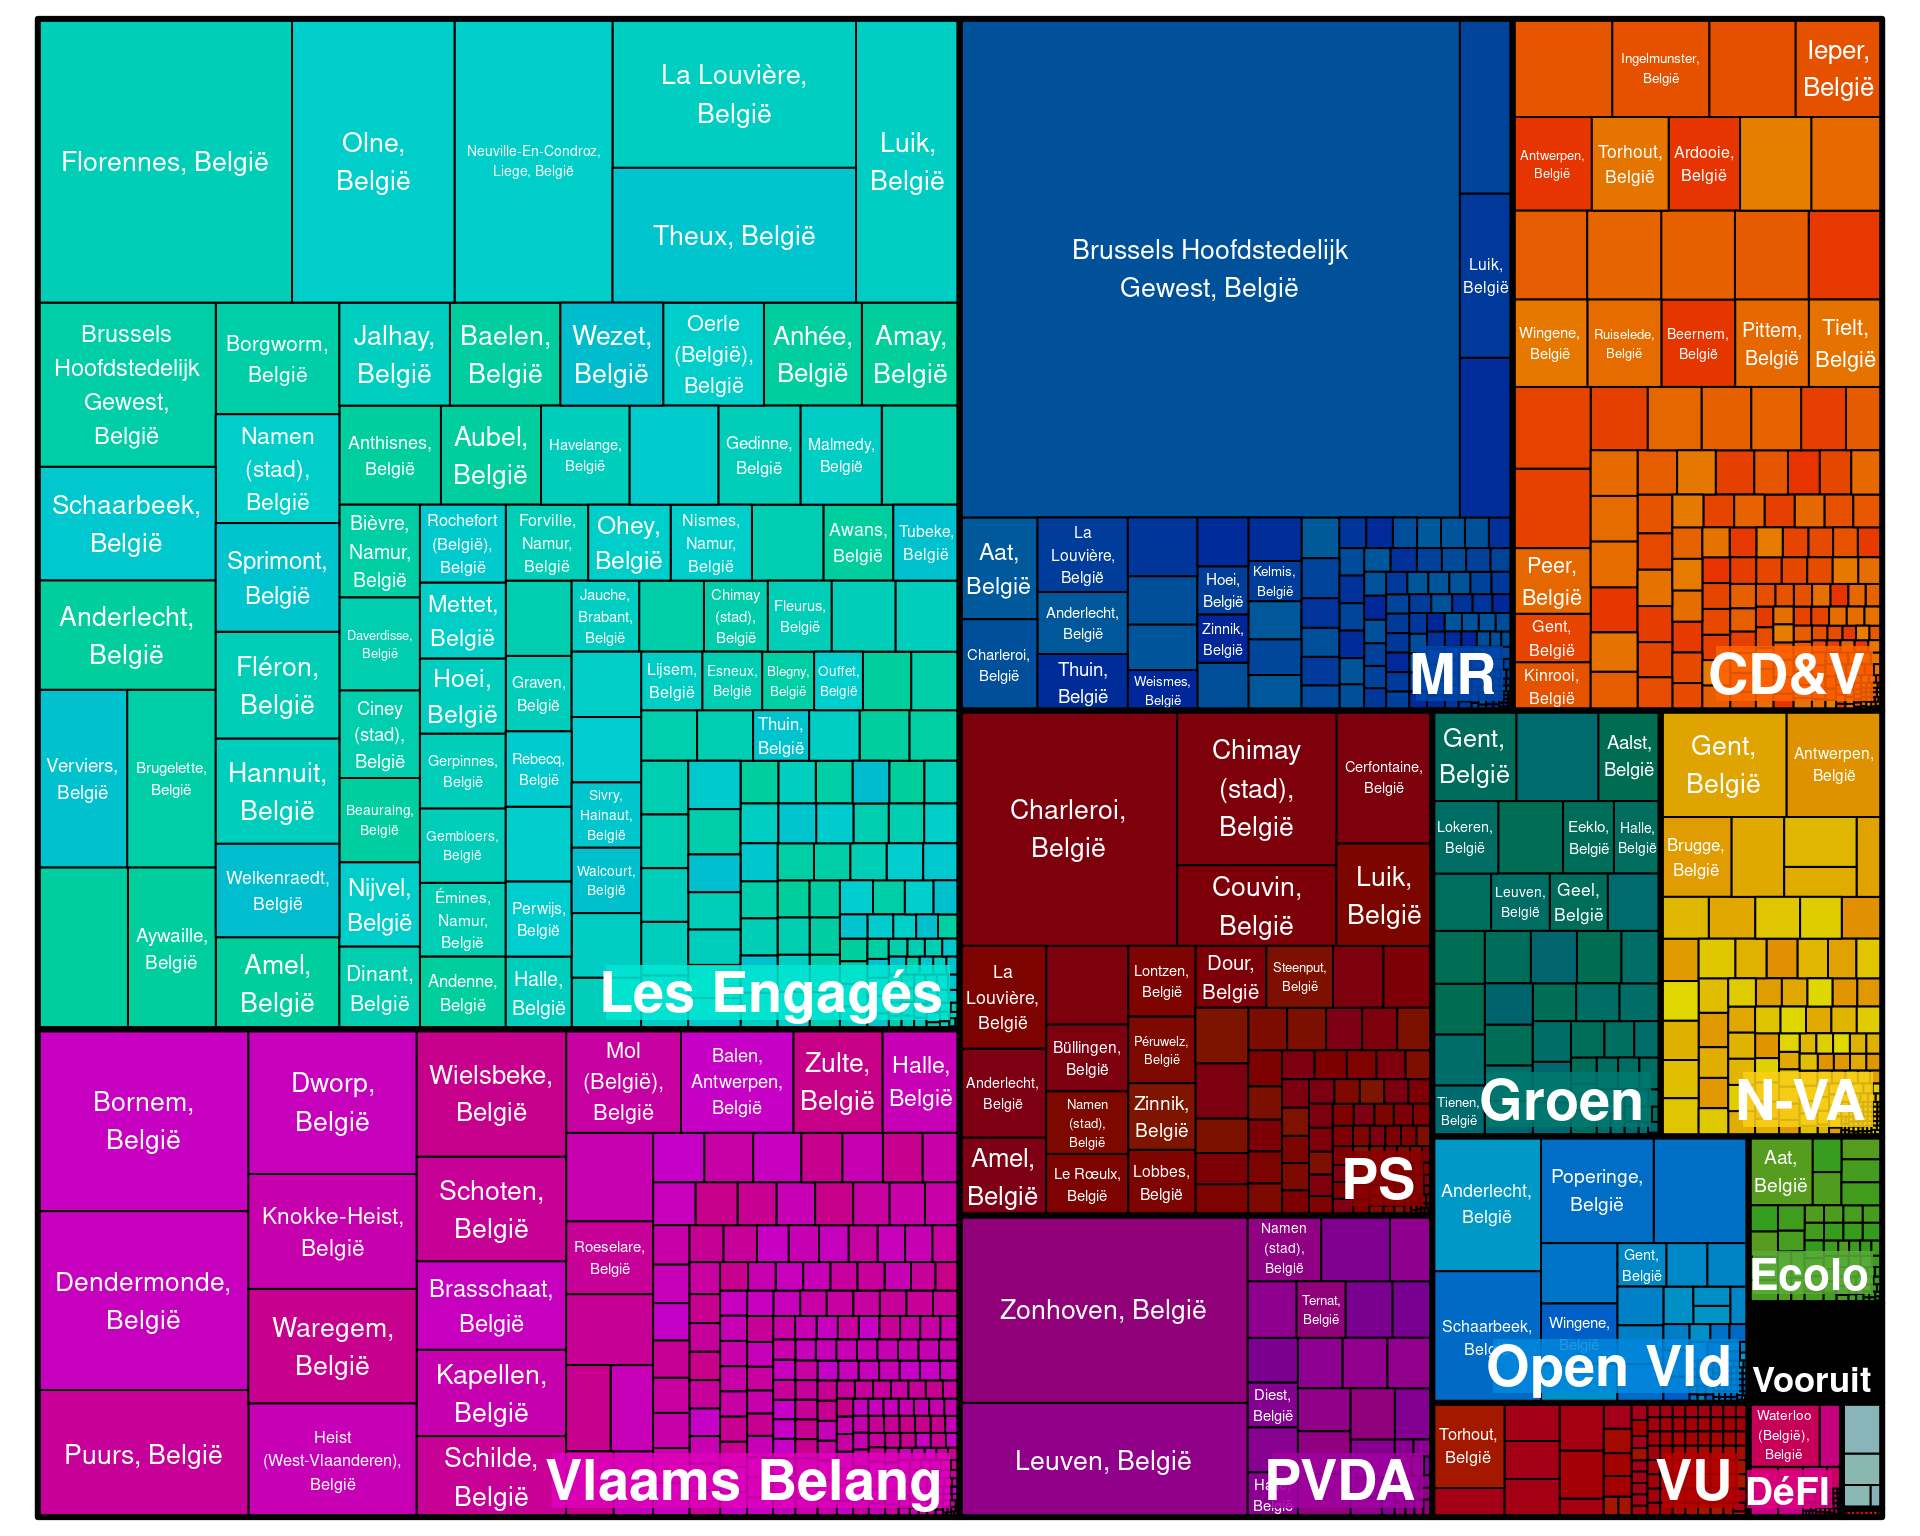 Florennes, België
Olne,
België
Neuville-En-Condroz,
Liege, België
La Louvière,
België
Theux, België
Luik,
België
Brussels
Hoofdstedelijk
Gewest,
België
Borgworm,
België
Jalhay,
België
Baelen,
België
Wezet,
België
Oerle
(België),
België
Anhée,
België
Amay,
België
Namen
(stad),
België
Anthisnes,
België
Aubel,
België
Havelange,
België
Gedinne,
België
Malmedy,
België
Schaarbeek,
België
Sprimont,
België
Bièvre,
Namur,
België
Rochefort
(België),
België
Forville,
Namur,
België
Ohey,
België
Nismes,
Namur,
België
Awans,
België
Tubeke,
België
Anderlecht,
België
Fléron,
België
Daverdisse,
België
Mettet,
België
Jauche,
Brabant,
België
Chimay
(stad),
België
Fleurus,
België
Hoei,
België
Graven,
België
Lijsem,
België
Esneux,
België
Blegny,
België
Ouffet,
België
Verviers,
België
Brugelette,
België
Hannuit,
België
Ciney
(stad),
België
Gerpinnes,
België
Rebecq,
België
Thuin,
België
Beauraing,
België
Gembloers,
België
Sivry,
Halnaut,
België
Welkenraedt,
België
Nijvel,
België
Émines,
Namur,
België
Perwijs,
België
Walcourt,
België
Aywaille,
België
Amel,
België
Dinant,
België
Andenne,
België
Halle,
België
Les Engagés
Brussels Hoofdstedelijk
Gewest, België
Luik,
België
Aat,
België
La
Louvière,
België
Hoei,
België
Kelmis,
België
Anderlecht,
België
Zinnik,
België
Charleroi,
België
Thuin,
België
Weismes,
België
MR
Ingelmunster,
België
Ieper,
België
Antwerpen,
België
Torhout,
België
Ardooie,
België
Wingene,
België
Ruiselede,
België
Beernem,
België
Pittem,
België
Tielt,
België
Peer,
België
Gent,
België
Kinrooi,
België
CD&V
Charleroi,
België
Chimay
(stad),
België
Cerfontaine,
België
Couvin,
België
Luik,
België
La
Louvière,
België
Lontzen,
België
Dour,
België
Steenput,
België
Büllingen,
België
Péruwelz,
België
Anderlecht,
België
Namen
(stad),
België
Zinnik,
België
Amel,
België
Le Rœulx,
België
Lobbes,
België
PS
Gent,
België
Aalst,
België
Lokeren,
België
Eeklo,
België
Halle,
België
Leuven,
België
Geel,
België
Tienen,
België
Groen
Gent,
België
Antwerpen,
België
Brugge,
België
N-VA
Bornem,
België
Dworp,
België
Wielsbeke,
België
Mol
(België),
België
Balen,
Antwerpen,
België
Zulte,
België
Halle,
België
Knokke-Heist,
België
Schoten,
België
Dendermonde,
België
Roeselare,
België
Waregem,
België
Brasschaat,
België
Kapellen,
België
Puurs, België
Heist
(West-Vlaanderen),
België
Schilde,
België
Vlaams Belang
Zonhoven, België
Namen
(stad),
België
Ternat,
België
Leuven, België
Diest,
België
PVDA
Anderlecht,
België
Poperinge,
België
Gent,
België
Schaarbeek,
Wingene,
België
Open Vld
Aat,
België
Ecolo
Vooruit
Torhout,
België
VU
Waterloo
(België),
België
DéFI